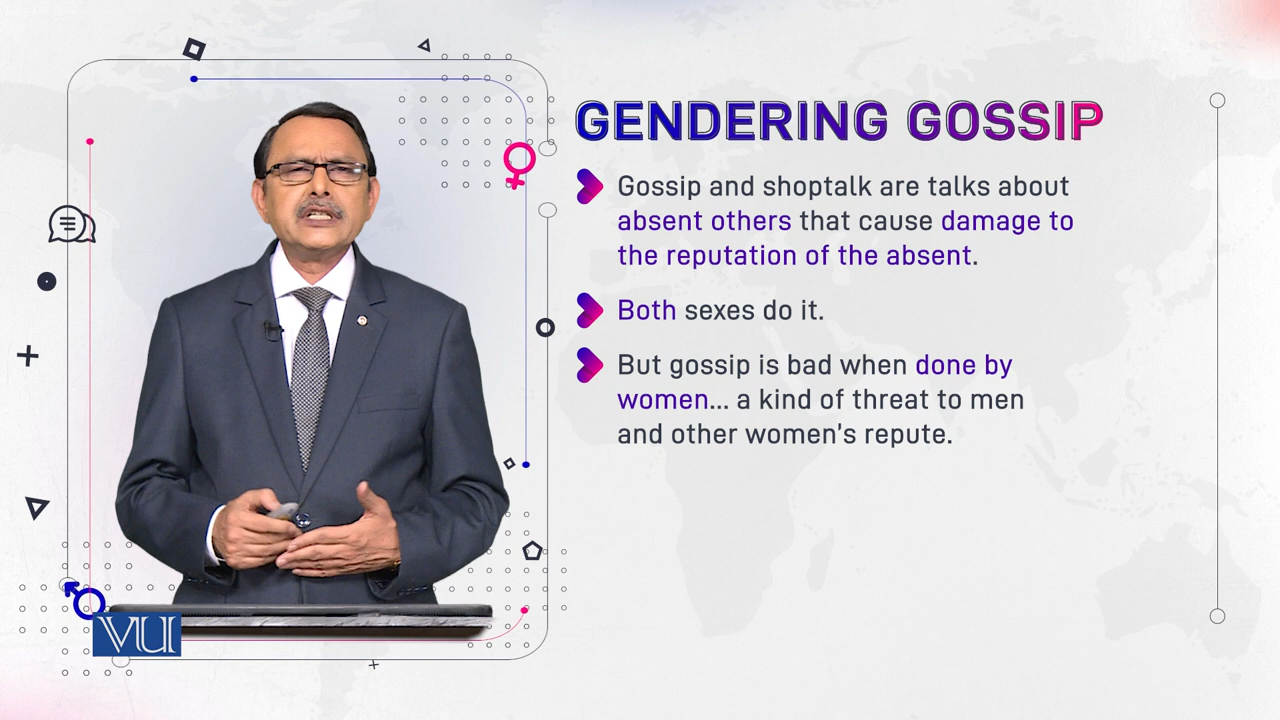 GENDERING GOSSIP
Gossip and shoptalk are talks about
absent others that cause damage to
the reputation of the absent.
Both sexes do it.
But gossip is bad when done by
women... a kind of threat to men
and other women's repute.
VU